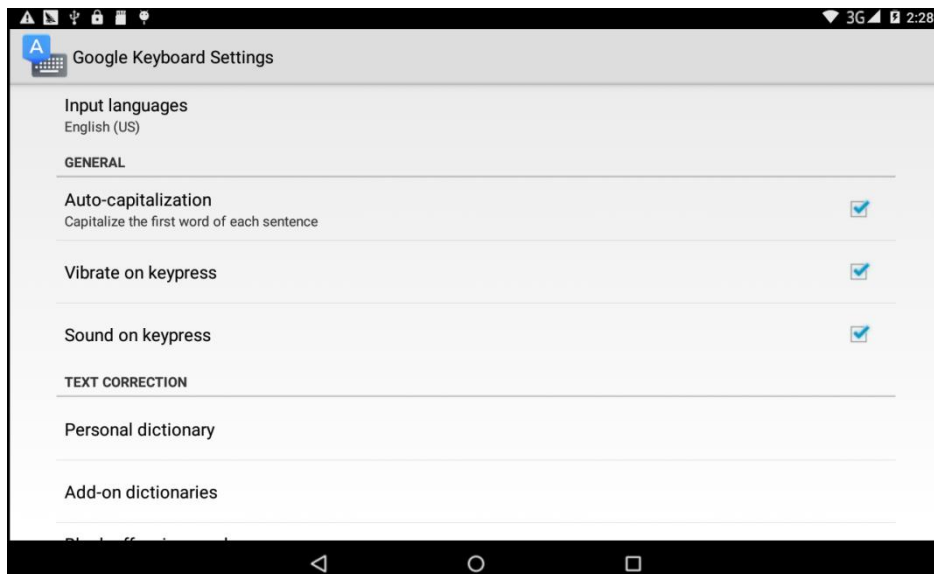 3G 2:28
Google Keyboard Settings
Input languages
English (US)
GENERAL
Auto-capitalization
Capitalize the first word of each sentence
Vibrate on keypress
Sound on keypress
TEXT CORRECTION
Personal dictionary
Add-on dictionaries